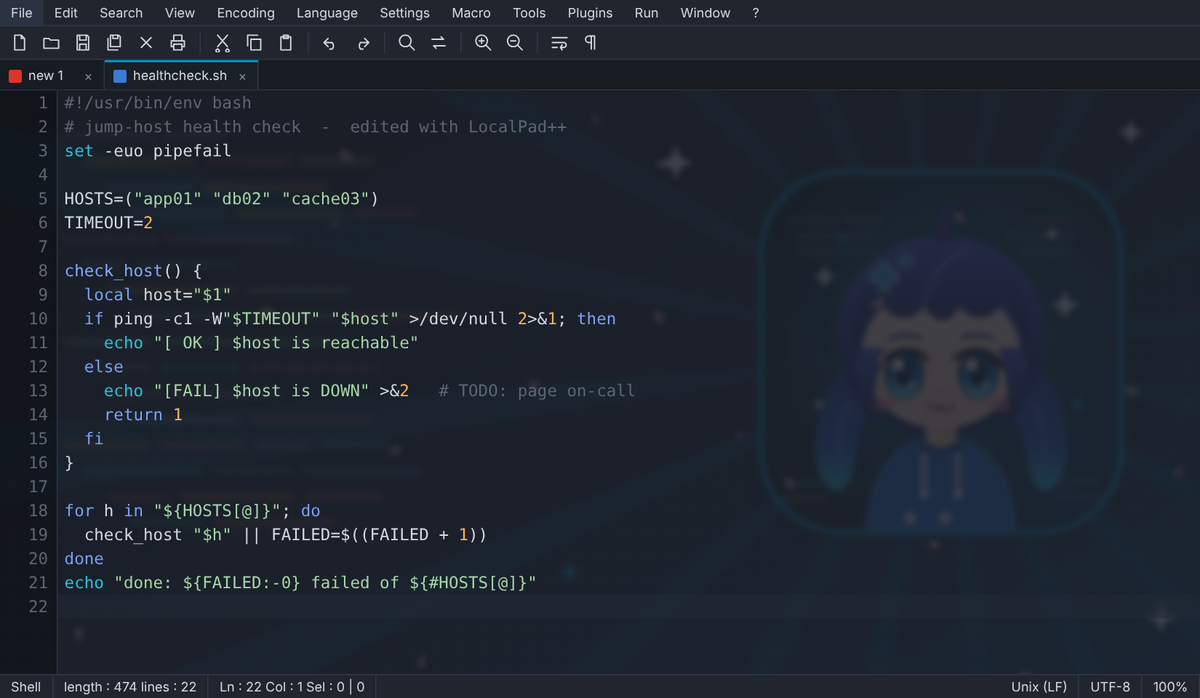 File Edit Search View Encoding Language Settings Macro Tools Plugins Run Window ?
new 1 × healthcheck.sh ×
1 #!/usr/bin/env bash
2 # jump-host health check  -  edited with LocalPad++
3 set -euo pipefail
4
5 HOSTS=("app01" "db02" "cache03")
6 TIMEOUT=2
7
8 check_host() {
9   local host="$1"
10   if ping -c1 -W"$TIMEOUT" "$host" >/dev/null 2>&1; then
11     echo "[ OK ] $host is reachable"
12   else
13     echo "[FAIL] $host is DOWN" >&2   # TODO: page on-call
14     return 1
15   fi
16 }
17
18 for h in "${HOSTS[@]}"; do
19   check_host "$h" || FAILED=$((FAILED + 1))
20 done
21 echo "done: ${FAILED:-0} failed of ${#HOSTS[@]}"
22
Shell length : 474 lines : 22 Ln : 22 Col : 1 Sel : 0 | 0 Unix (LF) UTF-8 100%